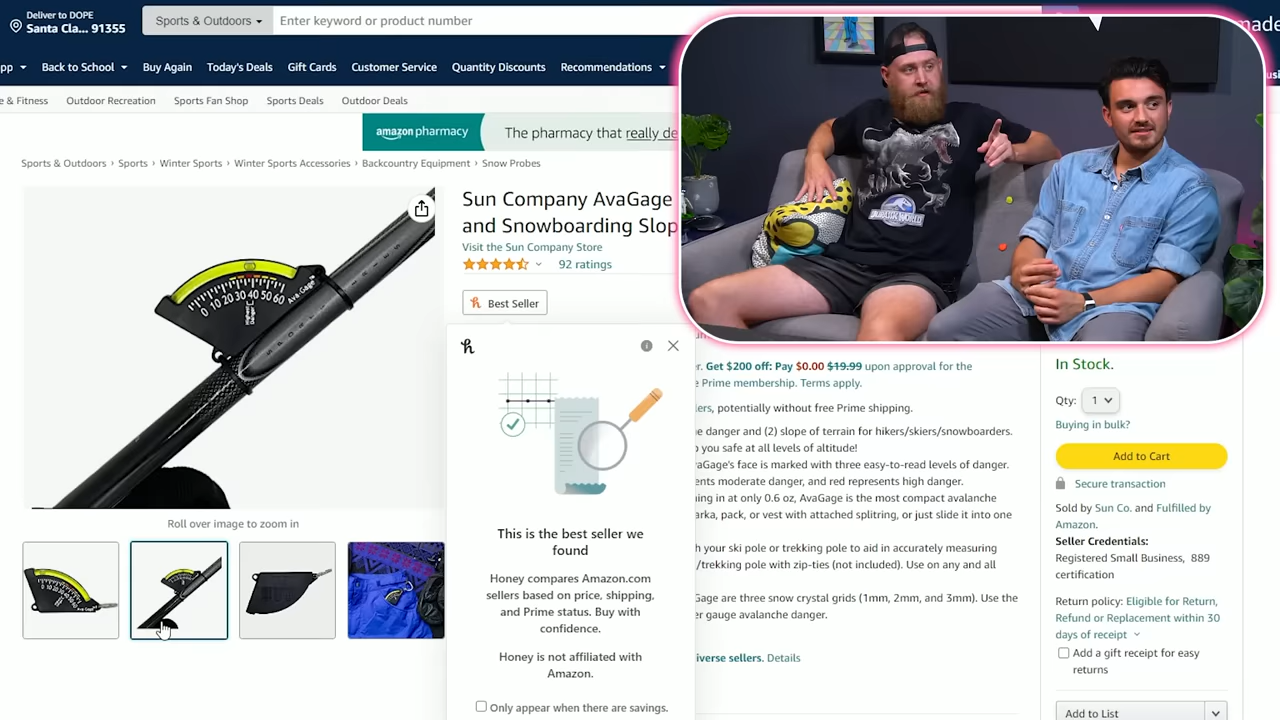 Deliver to DOPE
Santa Cla... 91355
Sports & Outdoors
Enter keyword or product number
made
pp
Back to School
Buy Again
Today's Deals
Gift Cards
Customer Service
Quantity Discounts
Recommendations
e & Fitness
Outdoor Recreation
Sports Fan Shop
Sports Deals
Outdoor Deals
amazon pharmacy
The pharmacy that really de
Sports & Outdoors › Sports › Winter Sports › Winter Sports Accessories › Backcountry Equipment › Snow Probes
JURASSIC WORLD
Sun Company AvaGage
and Snowboarding Slop
Visit the Sun Company Store
92 ratings
Best Seller
0 10 20 30 40 50 60
Ava Gage
Roll over image to zoom in
This is the best seller we
found
Honey compares Amazon.com
sellers based on price, shipping,
and Prime status. Buy with
confidence.
Honey is not affiliated with
Amazon.
Only appear when there are savings.
r. Get $200 off: Pay $0.00 $19.99 upon approval for the
Prime membership. Terms apply.
lers, potentially without free Prime shipping.
e danger and (2) slope of terrain for hikers/skiers/snowboarders.
p you safe at all levels of altitude!
vaGage's face is marked with three easy-to-read levels of danger.
ents moderate danger, and red represents high danger.
ning in at only 0.6 oz, AvaGage is the most compact avalanche
arka, pack, or vest with attached splitring, or just slide it into one
h your ski pole or trekking pole to aid in accurately measuring
/trekking pole with zip-ties (not included). Use on any and all
Gage are three snow crystal grids (1mm, 2mm, and 3mm). Use the
er gauge avalanche danger.
iverse sellers. Details
In Stock.
Qty: 1
Buying in bulk?
Add to Cart
Secure transaction
Sold by Sun Co. and Fulfilled by
Amazon.
Seller Credentials:
Registered Small Business, 889
certification
Return policy: Eligible for Return,
Refund or Replacement within 30
days of receipt
Add a gift receipt for easy
returns
Add to List